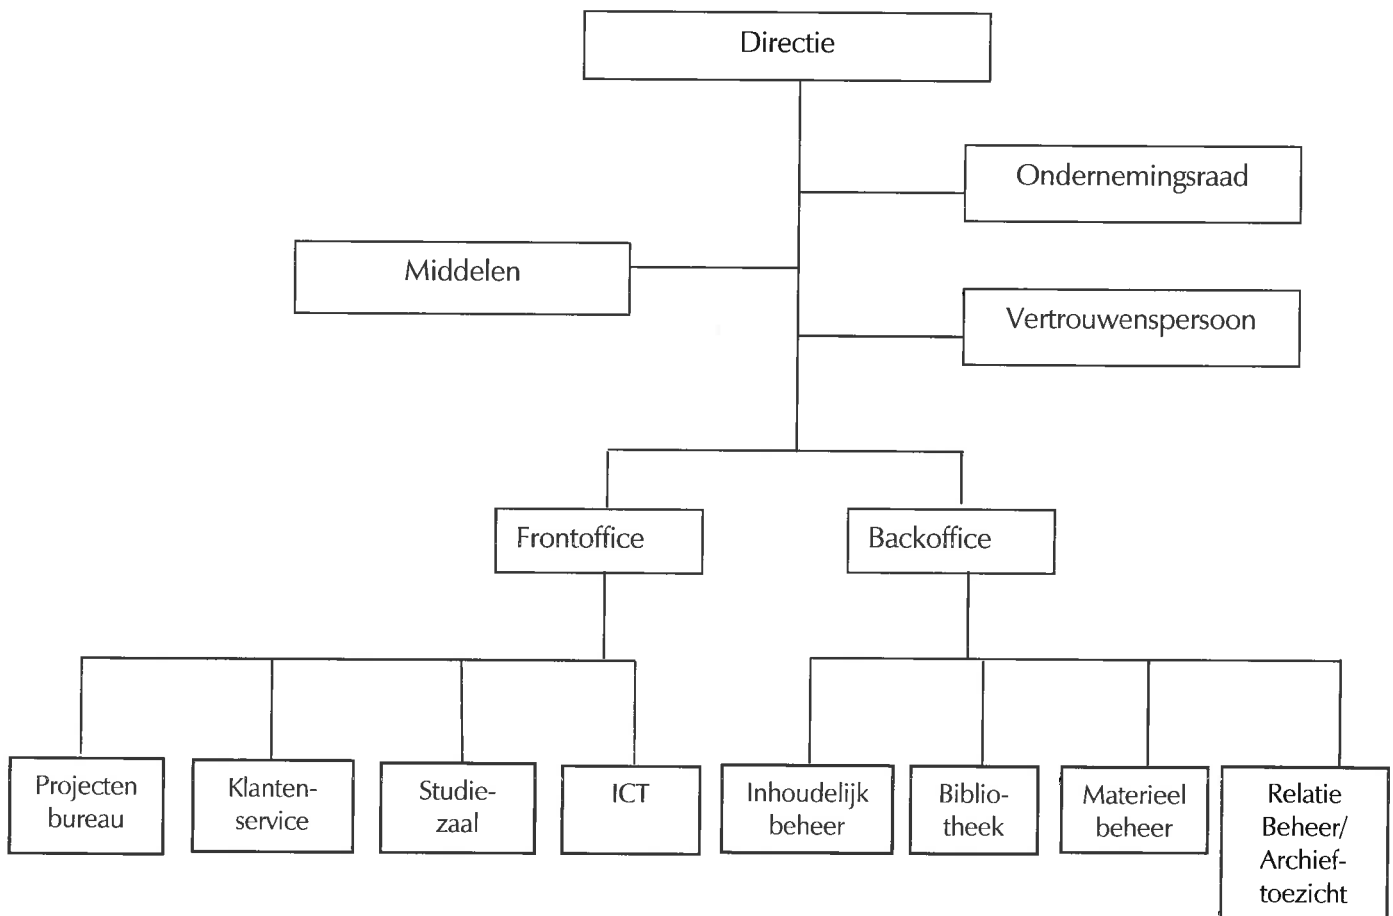 Directie
Ondernemingsraad
Middelen
Vertrouwenspersoon
Frontoffice
Backoffice
Projecten
bureau
Klanten-
service
Studie-
zaal
ICT
Inhoudelijk
beheer
Biblio-
theek
Materieel
beheer
Relatie
Beheer/
Archief-
toezicht